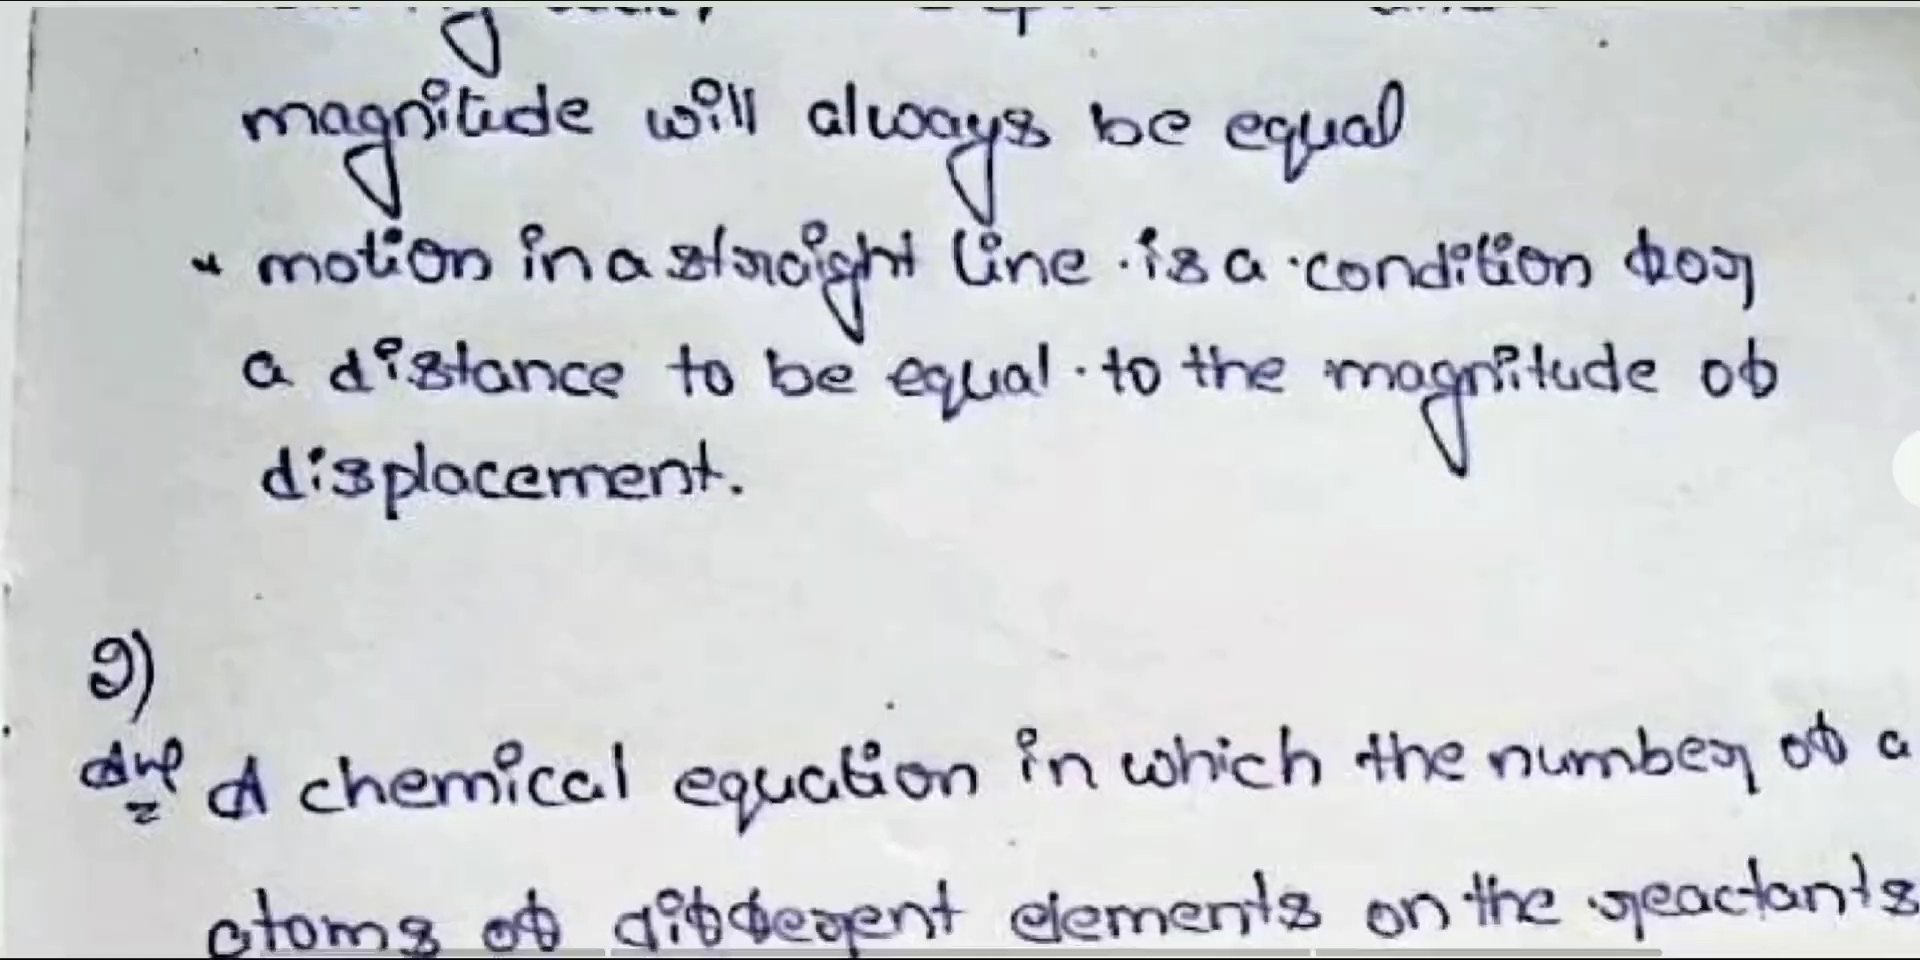 magnitude will always be equal
* motion in a straight line is a condition for
a distance to be equal to the magnitude of
displacement.
2)
Ans A chemical equation in which the number of a
atoms of different elements on the reactants